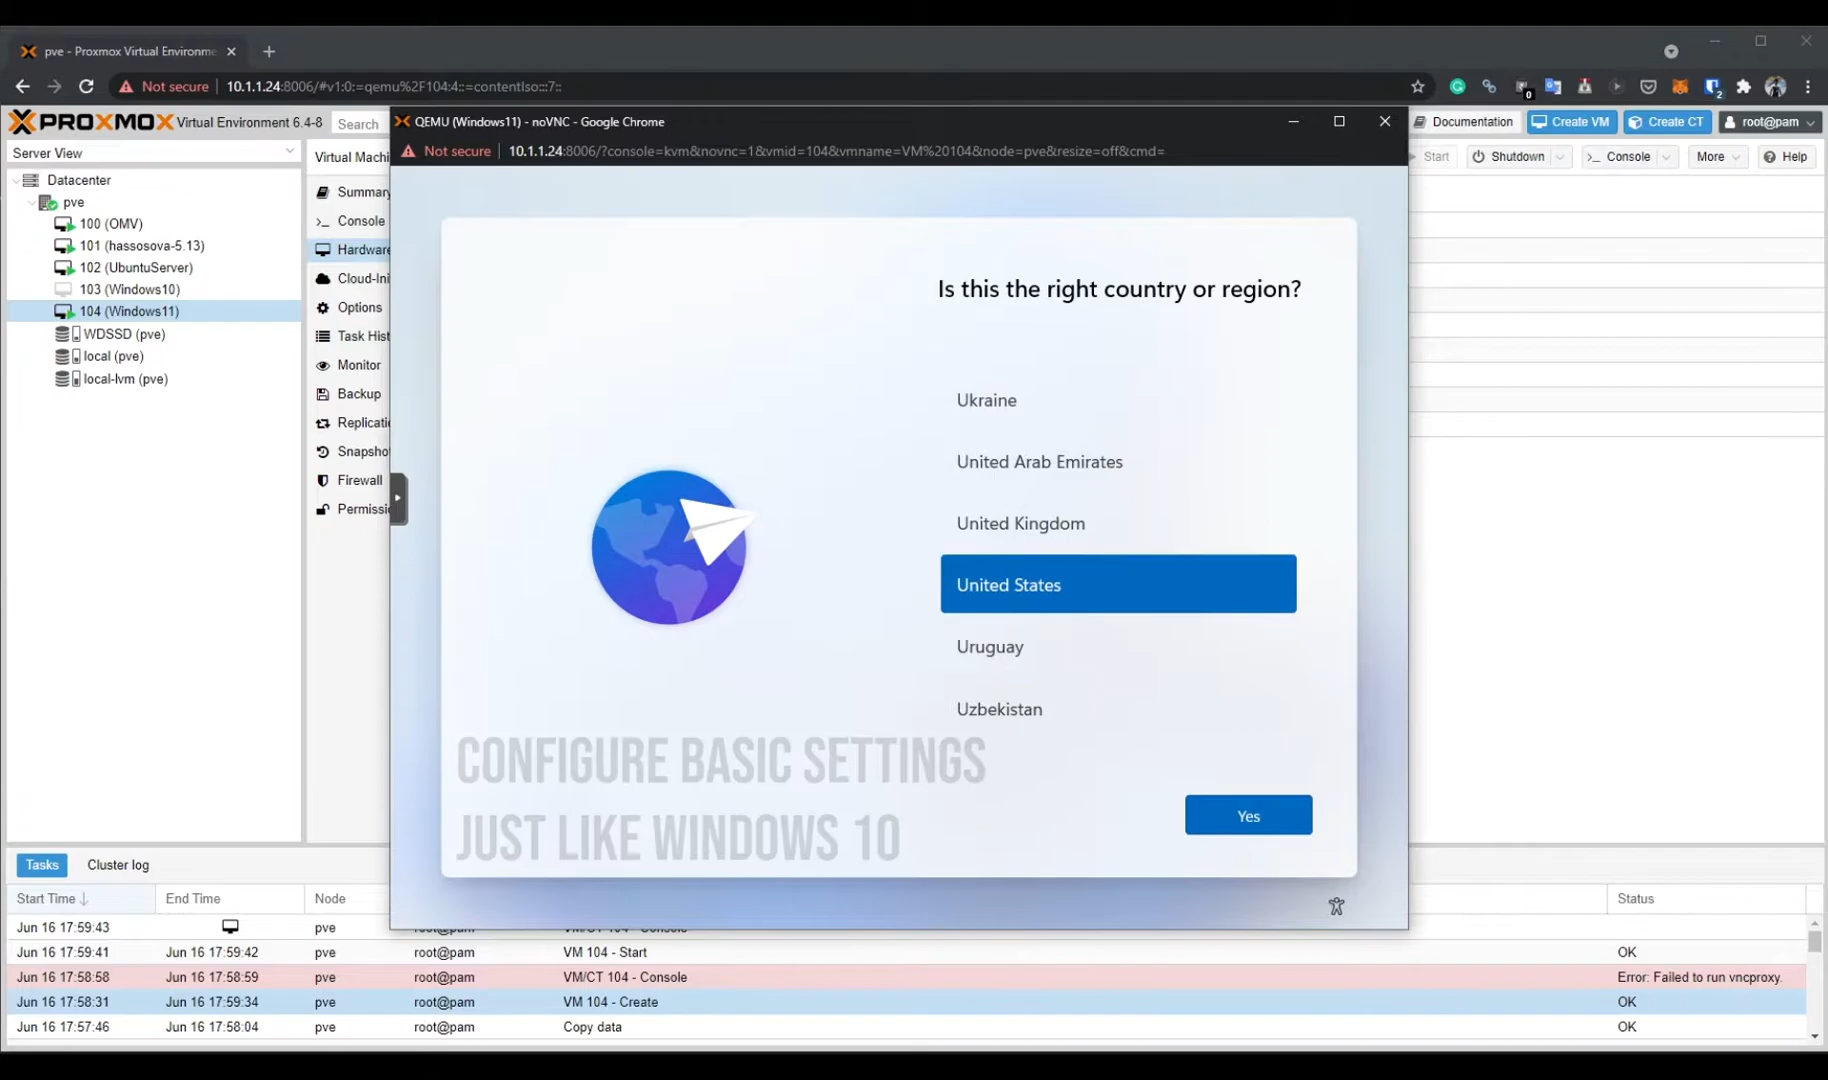 pve - Proxmox Virtual Environme
Not secure
10.1.1.24:8006/#v1:0:=qemu%2F104:4::=contentIso:::7::
0
2
PROXMOX Virtual Environment 6.4-8
Search
QEMU (Windows11) - noVNC - Google Chrome
Documentation
Create VM
Create CT
root@pam
Not secure
10.1.1.24:8006/?console=kvm&novnc=1&vmid=104&vmname=VM%20104&node=pve&resize=off&cmd=
Server View
Virtual Machi
Start
Shutdown
Console
More
Help
Datacenter
pve
100 (OMV)
101 (hassosova-5.13)
102 (UbuntuServer)
103 (Windows10)
104 (Windows11)
WDSSD (pve)
local (pve)
local-lvm (pve)
Summary
Console
Hardware
Cloud-Ini
Options
Task Hist
Monitor
Backup
Replicati
Snapsho
Firewall
Permissi
Is this the right country or region?
Ukraine
United Arab Emirates
United Kingdom
United States
Uruguay
Uzbekistan
CONFIGURE BASIC SETTINGS
JUST LIKE WINDOWS 10
Yes
Tasks
Cluster log
Start Time
End Time
Node
Status
Jun 16 17:59:43
pve
root@pam
VM/CT 104 - Console
Jun 16 17:59:41
Jun 16 17:59:42
pve
root@pam
VM 104 - Start
OK
Jun 16 17:58:58
Jun 16 17:58:59
pve
root@pam
VM/CT 104 - Console
Error: Failed to run vncproxy.
Jun 16 17:58:31
Jun 16 17:59:34
pve
root@pam
VM 104 - Create
OK
Jun 16 17:57:46
Jun 16 17:58:04
pve
root@pam
Copy data
OK